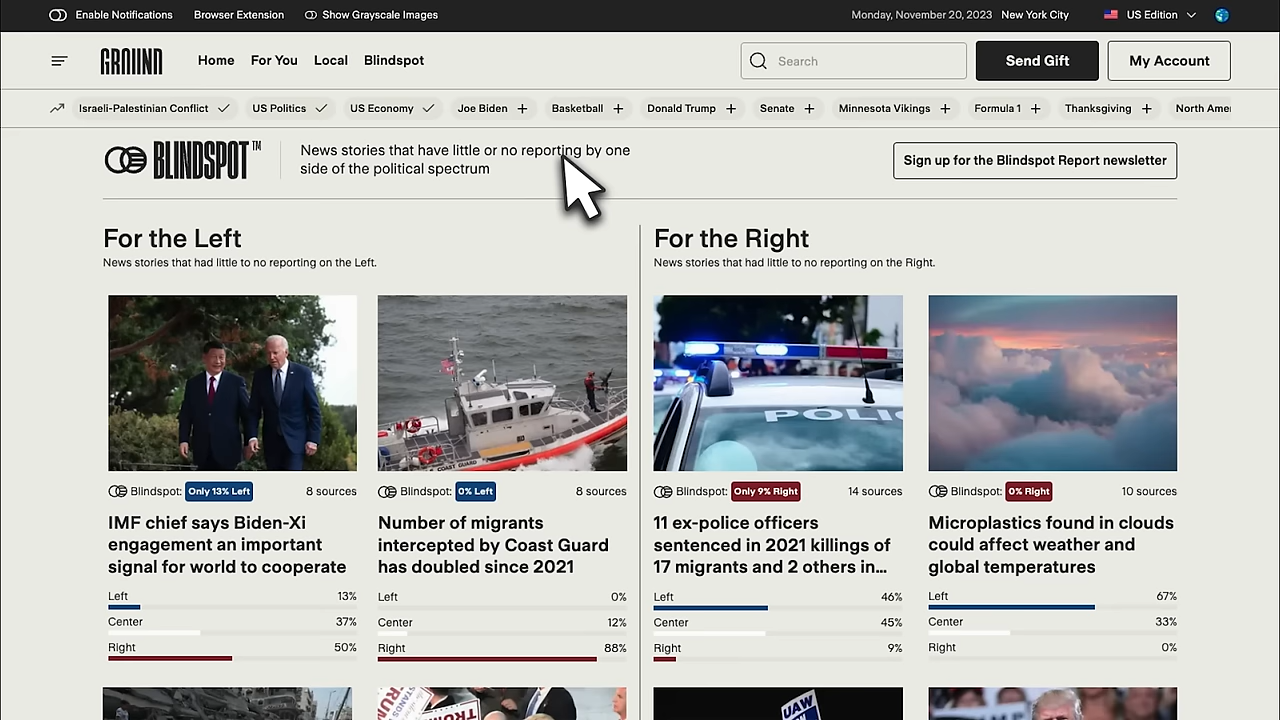 Enable Notifications
Browser Extension
Show Grayscale Images
Monday, November 20, 2023
New York City
US Edition
GROUND
Home
For You
Local
Blindspot
Search
Send Gift
My Account
Israeli-Palestinian Conflict
US Politics
US Economy
Joe Biden
Basketball
Donald Trump
Senate
Minnesota Vikings
Formula 1
Thanksgiving
North Amer
BLINDSPOT™
News stories that have little or no reporting by one
side of the political spectrum
Sign up for the Blindspot Report newsletter
For the Left
News stories that had little to no reporting on the Left.
For the Right
News stories that had little to no reporting on the Right.
COAST GUARD
POLIC
Blindspot: Only 13% Left
8 sources
IMF chief says Biden-Xi
engagement an important
signal for world to cooperate
Left 13%
Center 37%
Right 50%
Blindspot: 0% Left
8 sources
Number of migrants
intercepted by Coast Guard
has doubled since 2021
Left 0%
Center 12%
Right 88%
Blindspot: Only 9% Right
14 sources
11 ex-police officers
sentenced in 2021 killings of
17 migrants and 2 others in...
Left 46%
Center 45%
Right 9%
Blindspot: 0% Right
10 sources
Microplastics found in clouds
could affect weather and
global temperatures
Left 67%
Center 33%
Right 0%
STANDS
TRUMP
UAW